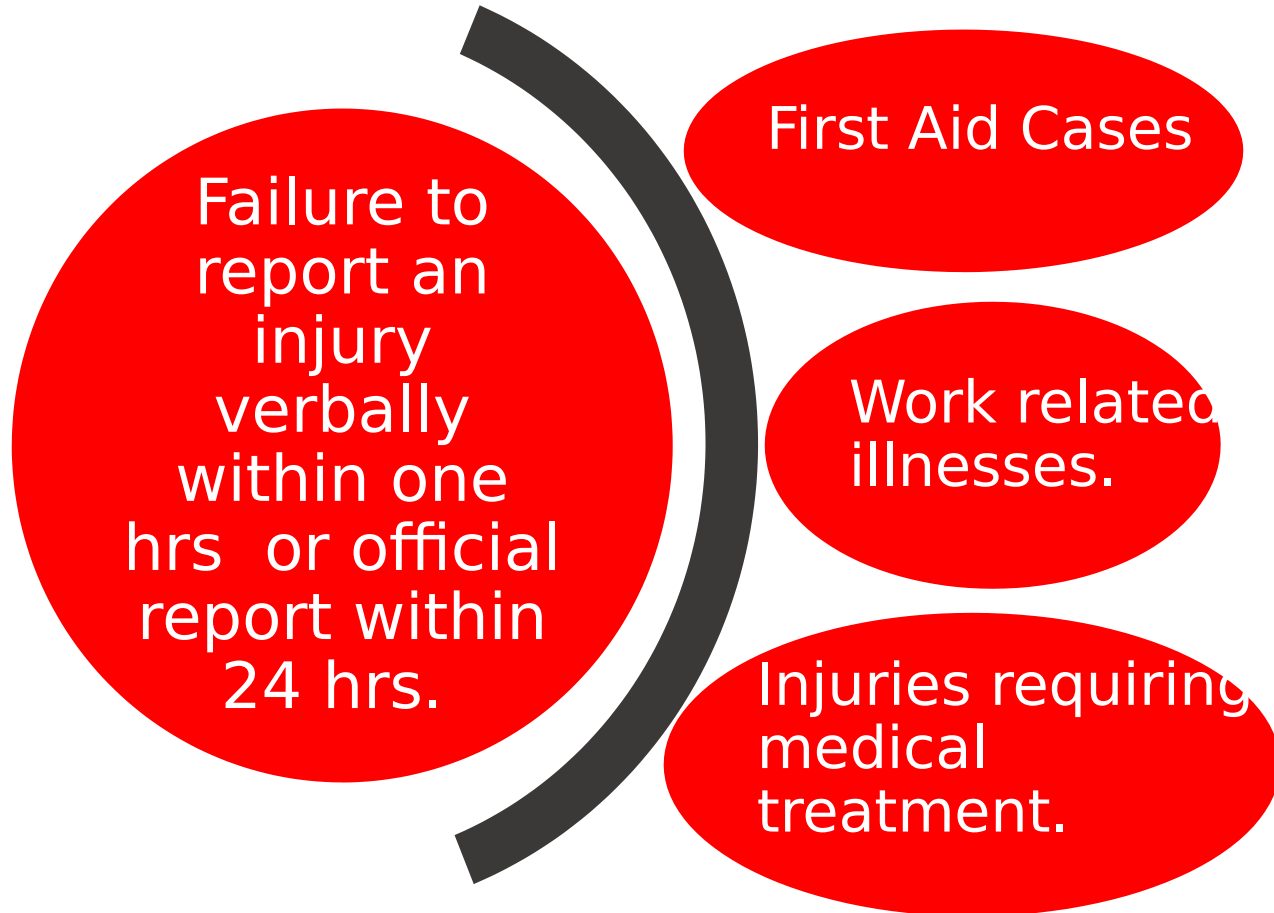 Failure to
report an
injury
verbally
within one
hrs  or official
report within
24 hrs.
First Aid Cases
Work related
illnesses.
Injuries requiring
medical
treatment.